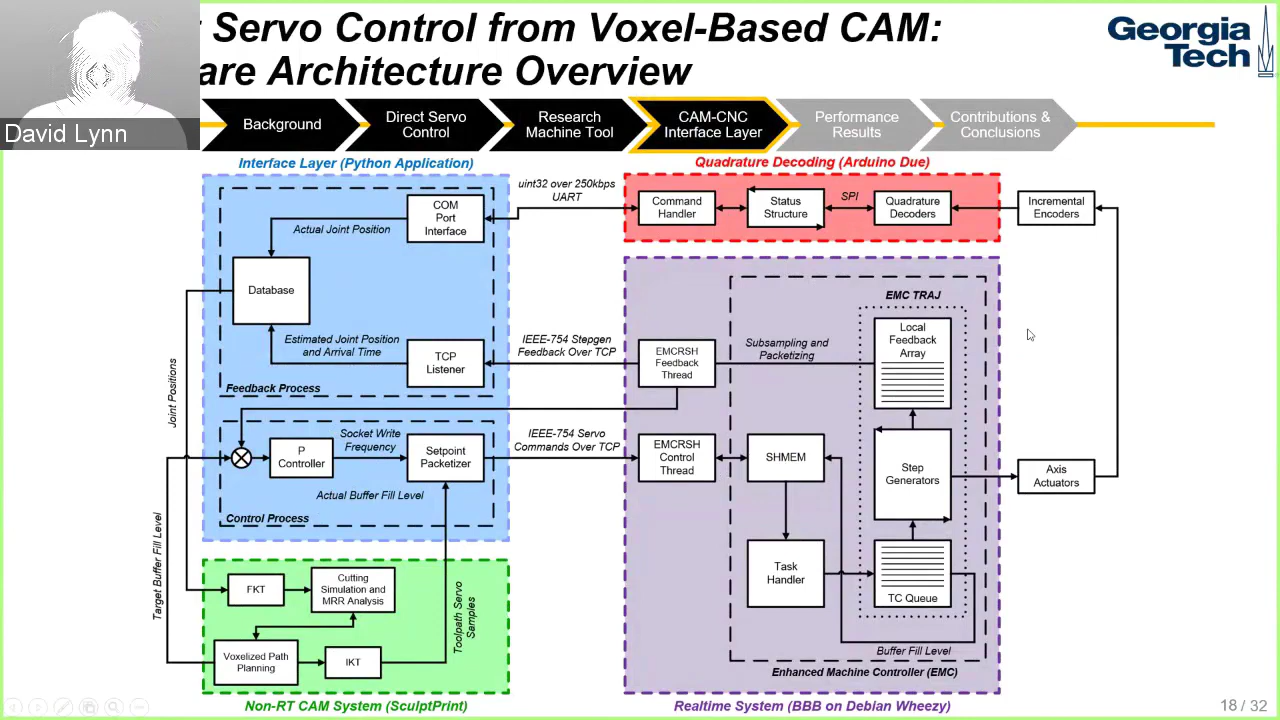 Servo Control from Voxel-Based CAM:
are Architecture Overview
Georgia
Tech
David Lynn
Background
Direct Servo
Control
Research
Machine Tool
CAM-CNC
Interface Layer
Performance
Results
Contributions &
Conclusions
Interface Layer (Python Application)
Quadrature Decoding (Arduino Due)
COM
Port
Interface
Actual Joint Position
uint32 over 250kbps
UART
Command
Handler
Status
Structure
SPI
Quadrature
Decoders
Incremental
Encoders
Database
Estimated Joint Position
and Arrival Time
TCP
Listener
Feedback Process
IEEE-754 Stepgen
Feedback Over TCP
EMCRSH
Feedback
Thread
Subsampling and
Packetizing
EMC TRAJ
Local
Feedback
Array
Joint Positions
P
Controller
Socket Write
Frequency
Setpoint
Packetizer
Actual Buffer Fill Level
Control Process
IEEE-754 Servo
Commands Over TCP
EMCRSH
Control
Thread
SHMEM
Step
Generators
Axis
Actuators
Task
Handler
TC Queue
Buffer Fill Level
Enhanced Machine Controller (EMC)
Target Buffer Fill Level
FKT
Cutting
Simulation and
MRR Analysis
Voxelized Path
Planning
IKT
Toolpath Servo
Samples
Non-RT CAM System (SculptPrint)
Realtime System (BBB on Debian Wheezy)
18 / 32